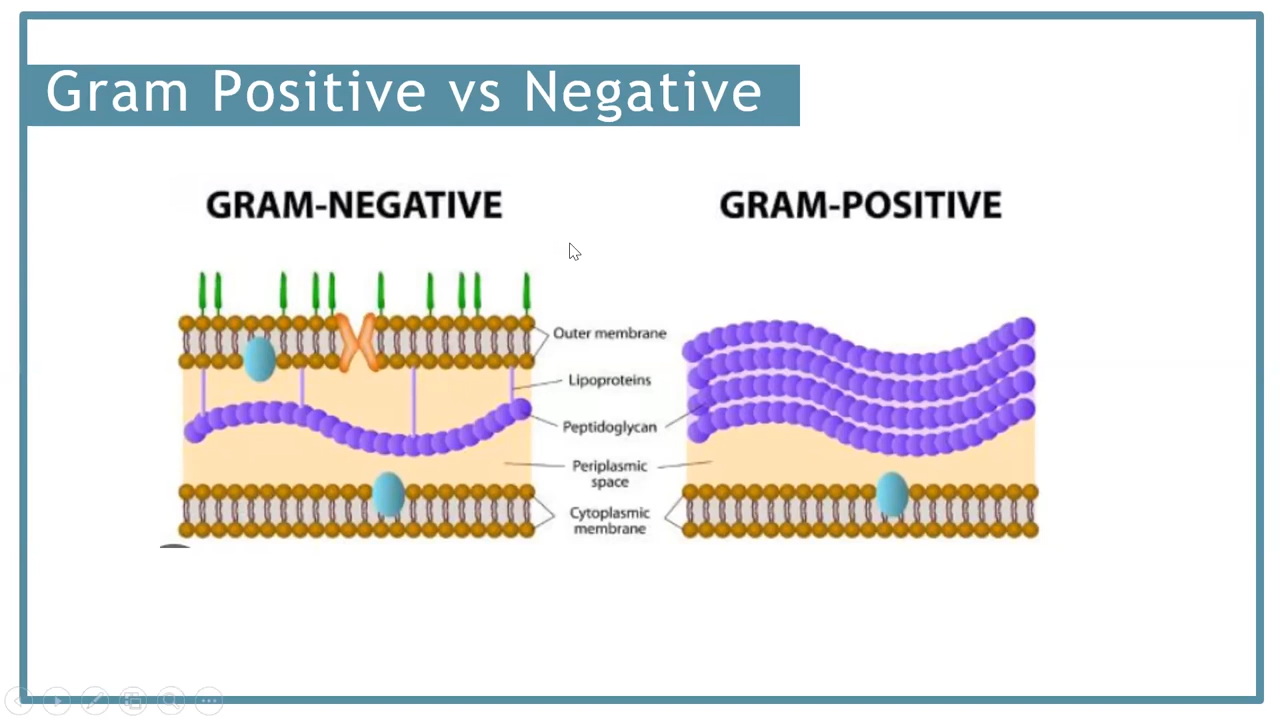 Gram Positive vs Negative
GRAM-NEGATIVE
GRAM-POSITIVE
Outer membrane
Lipoproteins
Peptidoglycan
Periplasmic
space
Cytoplasmic
membrane